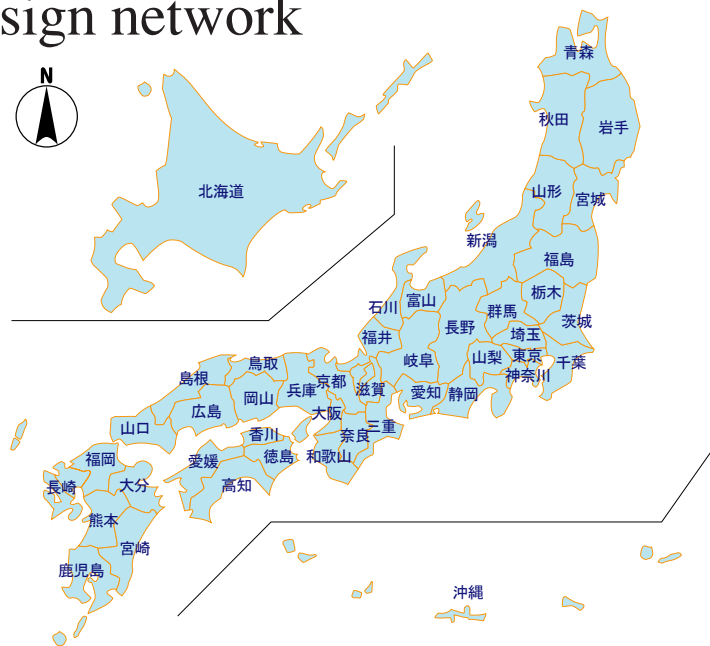 sign network
N
青森
秋田
岩手
北海道
山形
宮城
新潟
福島
栃木
石川
富山
群馬
茨城
長野
埼玉
福井
岐阜
山梨
東京
千葉
神奈川
鳥取
島根
京都
滋賀
兵庫
愛知
静岡
岡山
広島
大阪
山口
香川
奈良
三重
福岡
愛媛
徳島
和歌山
長崎
大分
高知
熊本
宮崎
鹿児島
沖縄